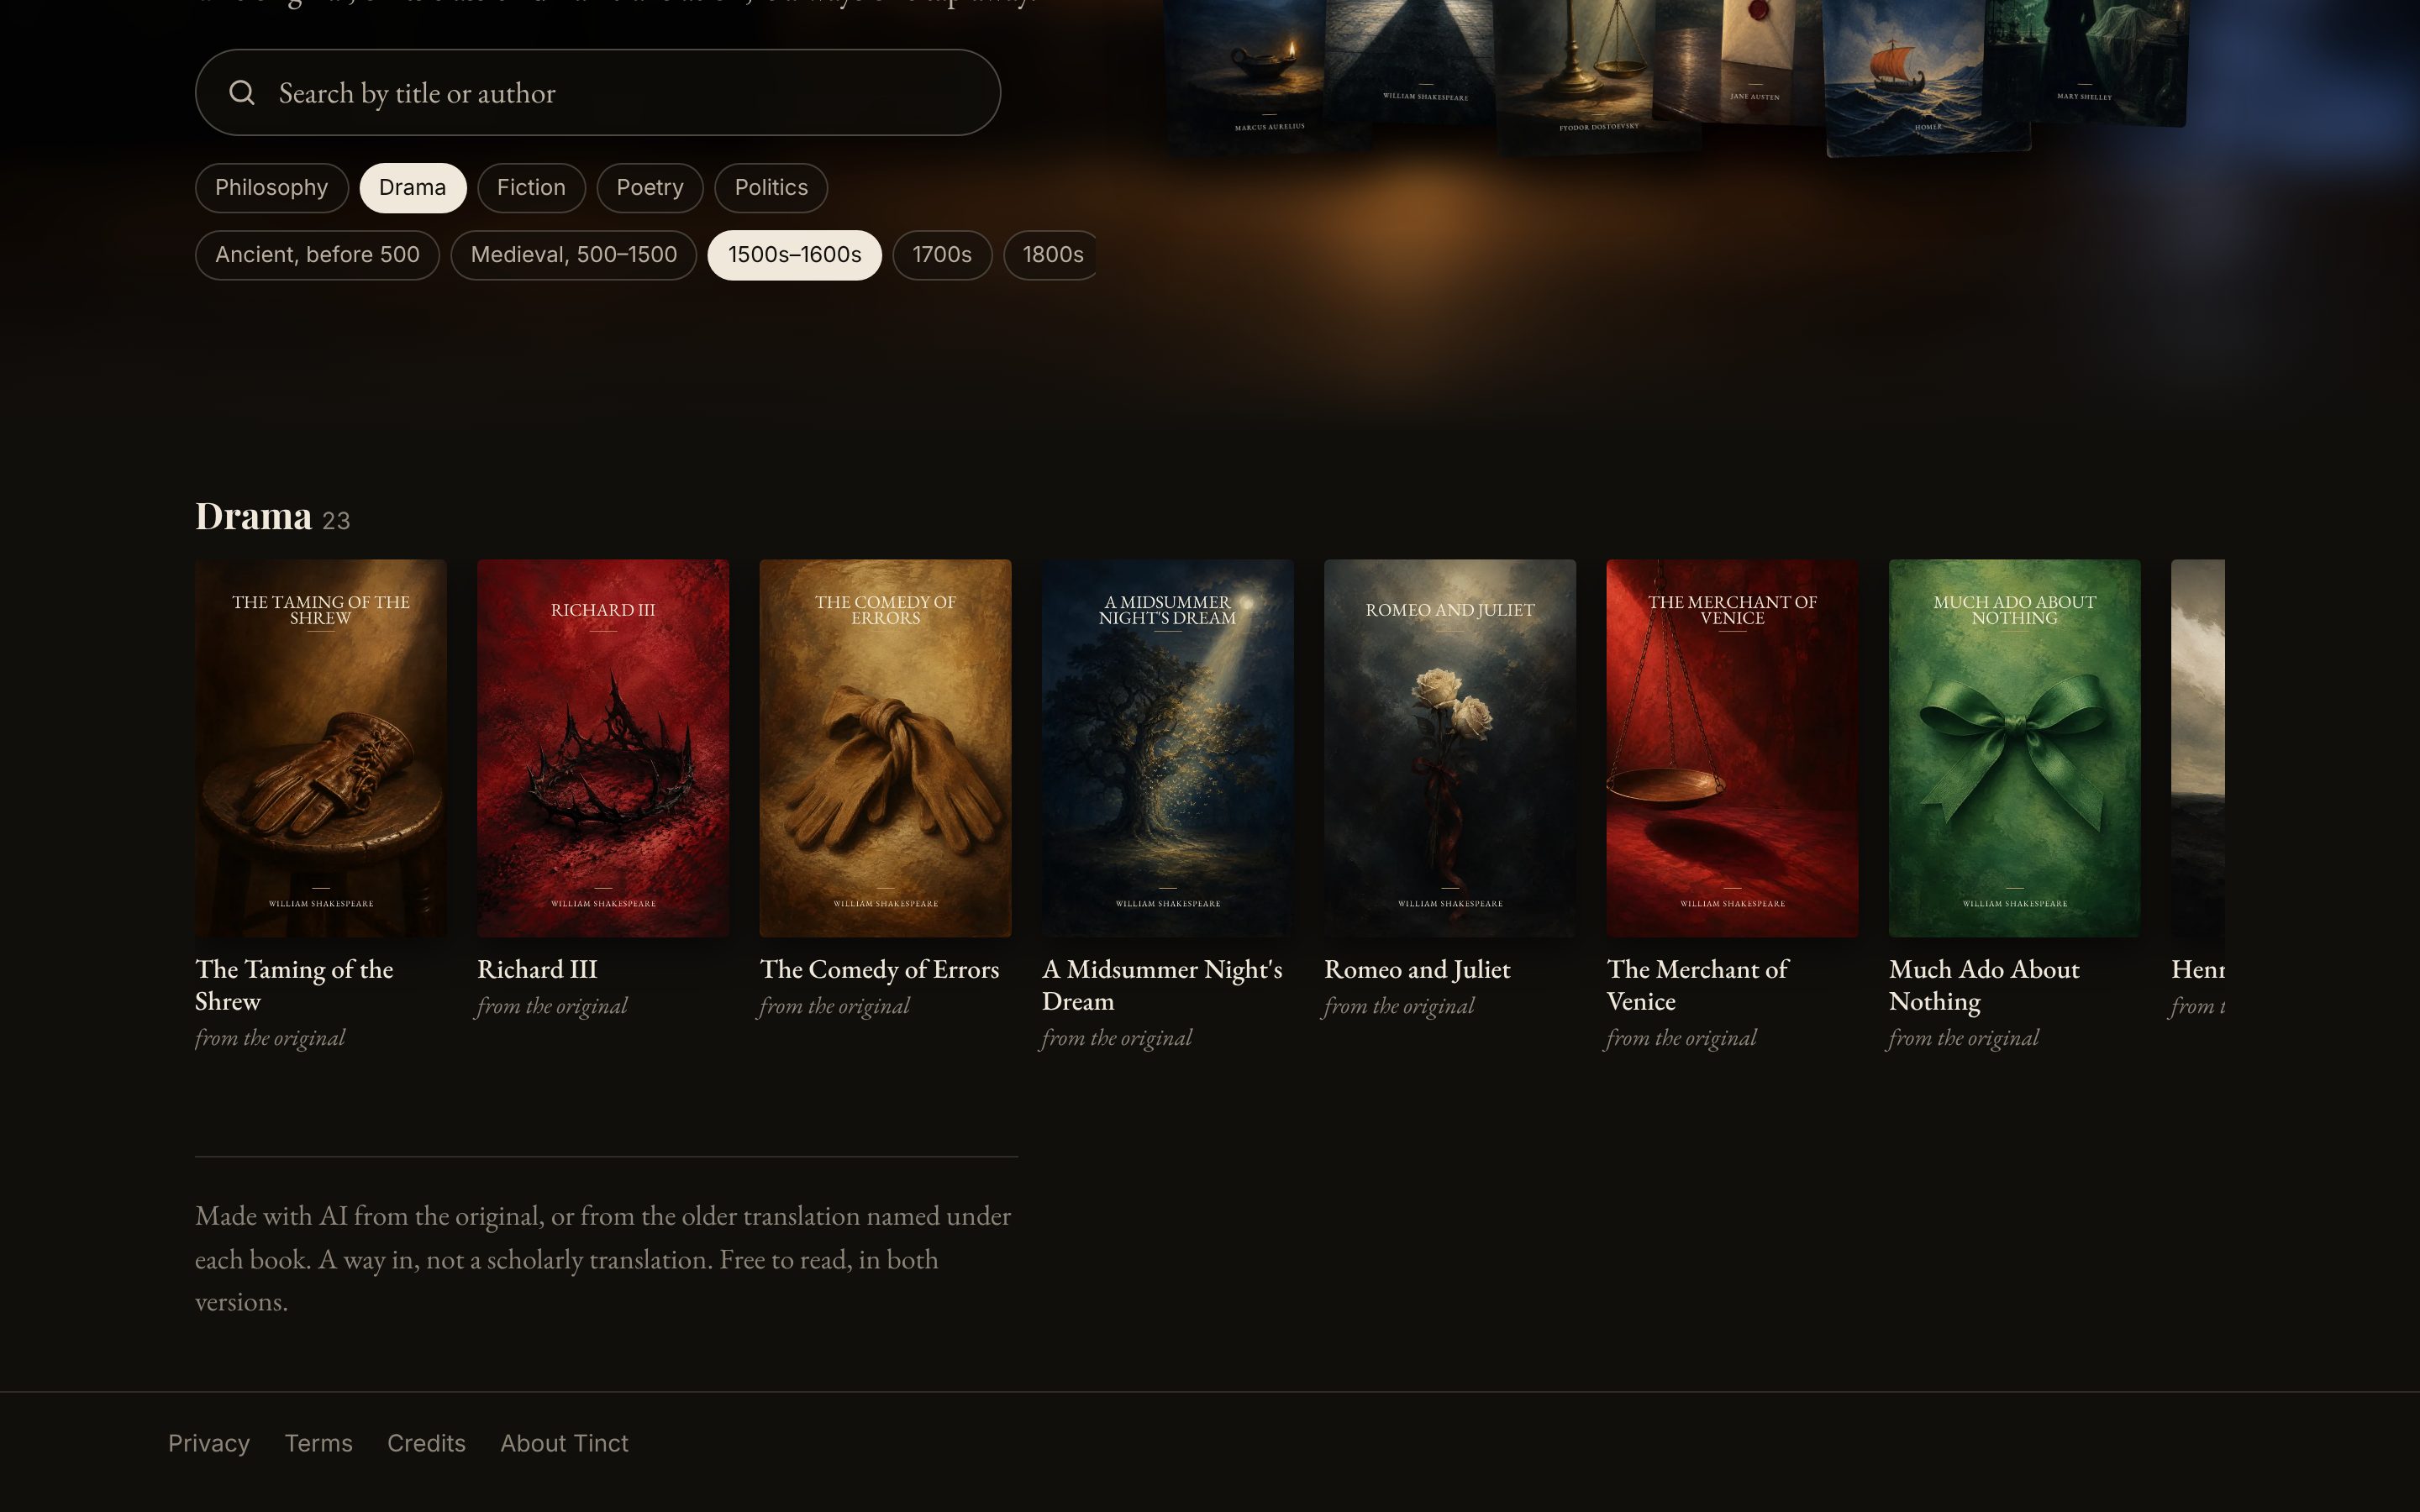 Search by title or author
MARCUS AURELIUS
WILLIAM SHAKESPEARE
FYODOR DOSTOEVSKY
JANE AUSTEN
HOMER
MARY SHELLEY
Philosophy Drama Fiction Poetry Politics
Ancient, before 500 Medieval, 500–1500 1500s–1600s 1700s 1800s
Drama 23
THE TAMING OF THE
SHREW
WILLIAM SHAKESPEARE
RICHARD III
WILLIAM SHAKESPEARE
THE COMEDY OF
ERRORS
WILLIAM SHAKESPEARE
A MIDSUMMER
NIGHT'S DREAM
WILLIAM SHAKESPEARE
ROMEO AND JULIET
WILLIAM SHAKESPEARE
THE MERCHANT OF
VENICE
WILLIAM SHAKESPEARE
MUCH ADO ABOUT
NOTHING
WILLIAM SHAKESPEARE
The Taming of the
Shrew
from the original
Richard III
from the original
The Comedy of Errors
from the original
A Midsummer Night's
Dream
from the original
Romeo and Juliet
from the original
The Merchant of
Venice
from the original
Much Ado About
Nothing
from the original
Henr
from t
Made with AI from the original, or from the older translation named under
each book. A way in, not a scholarly translation. Free to read, in both
versions.
Privacy Terms Credits About Tinct